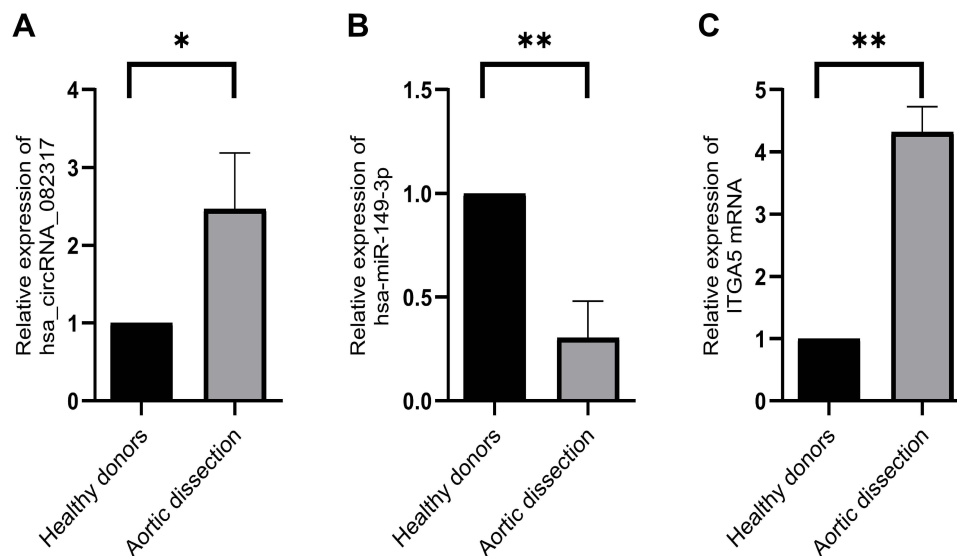 A
*
Relative expression of
hsa_circRNA_082317
4
3
2
1
0
Healthy donors
Aortic dissection
B
**
Relative expression of
hsa-miR-149-3p
1.5
1.0
0.5
0.0
Healthy donors
Aortic dissection
C
**
Relative expression of
ITGA5 mRNA
5
4
3
2
1
0
Healthy donors
Aortic dissection